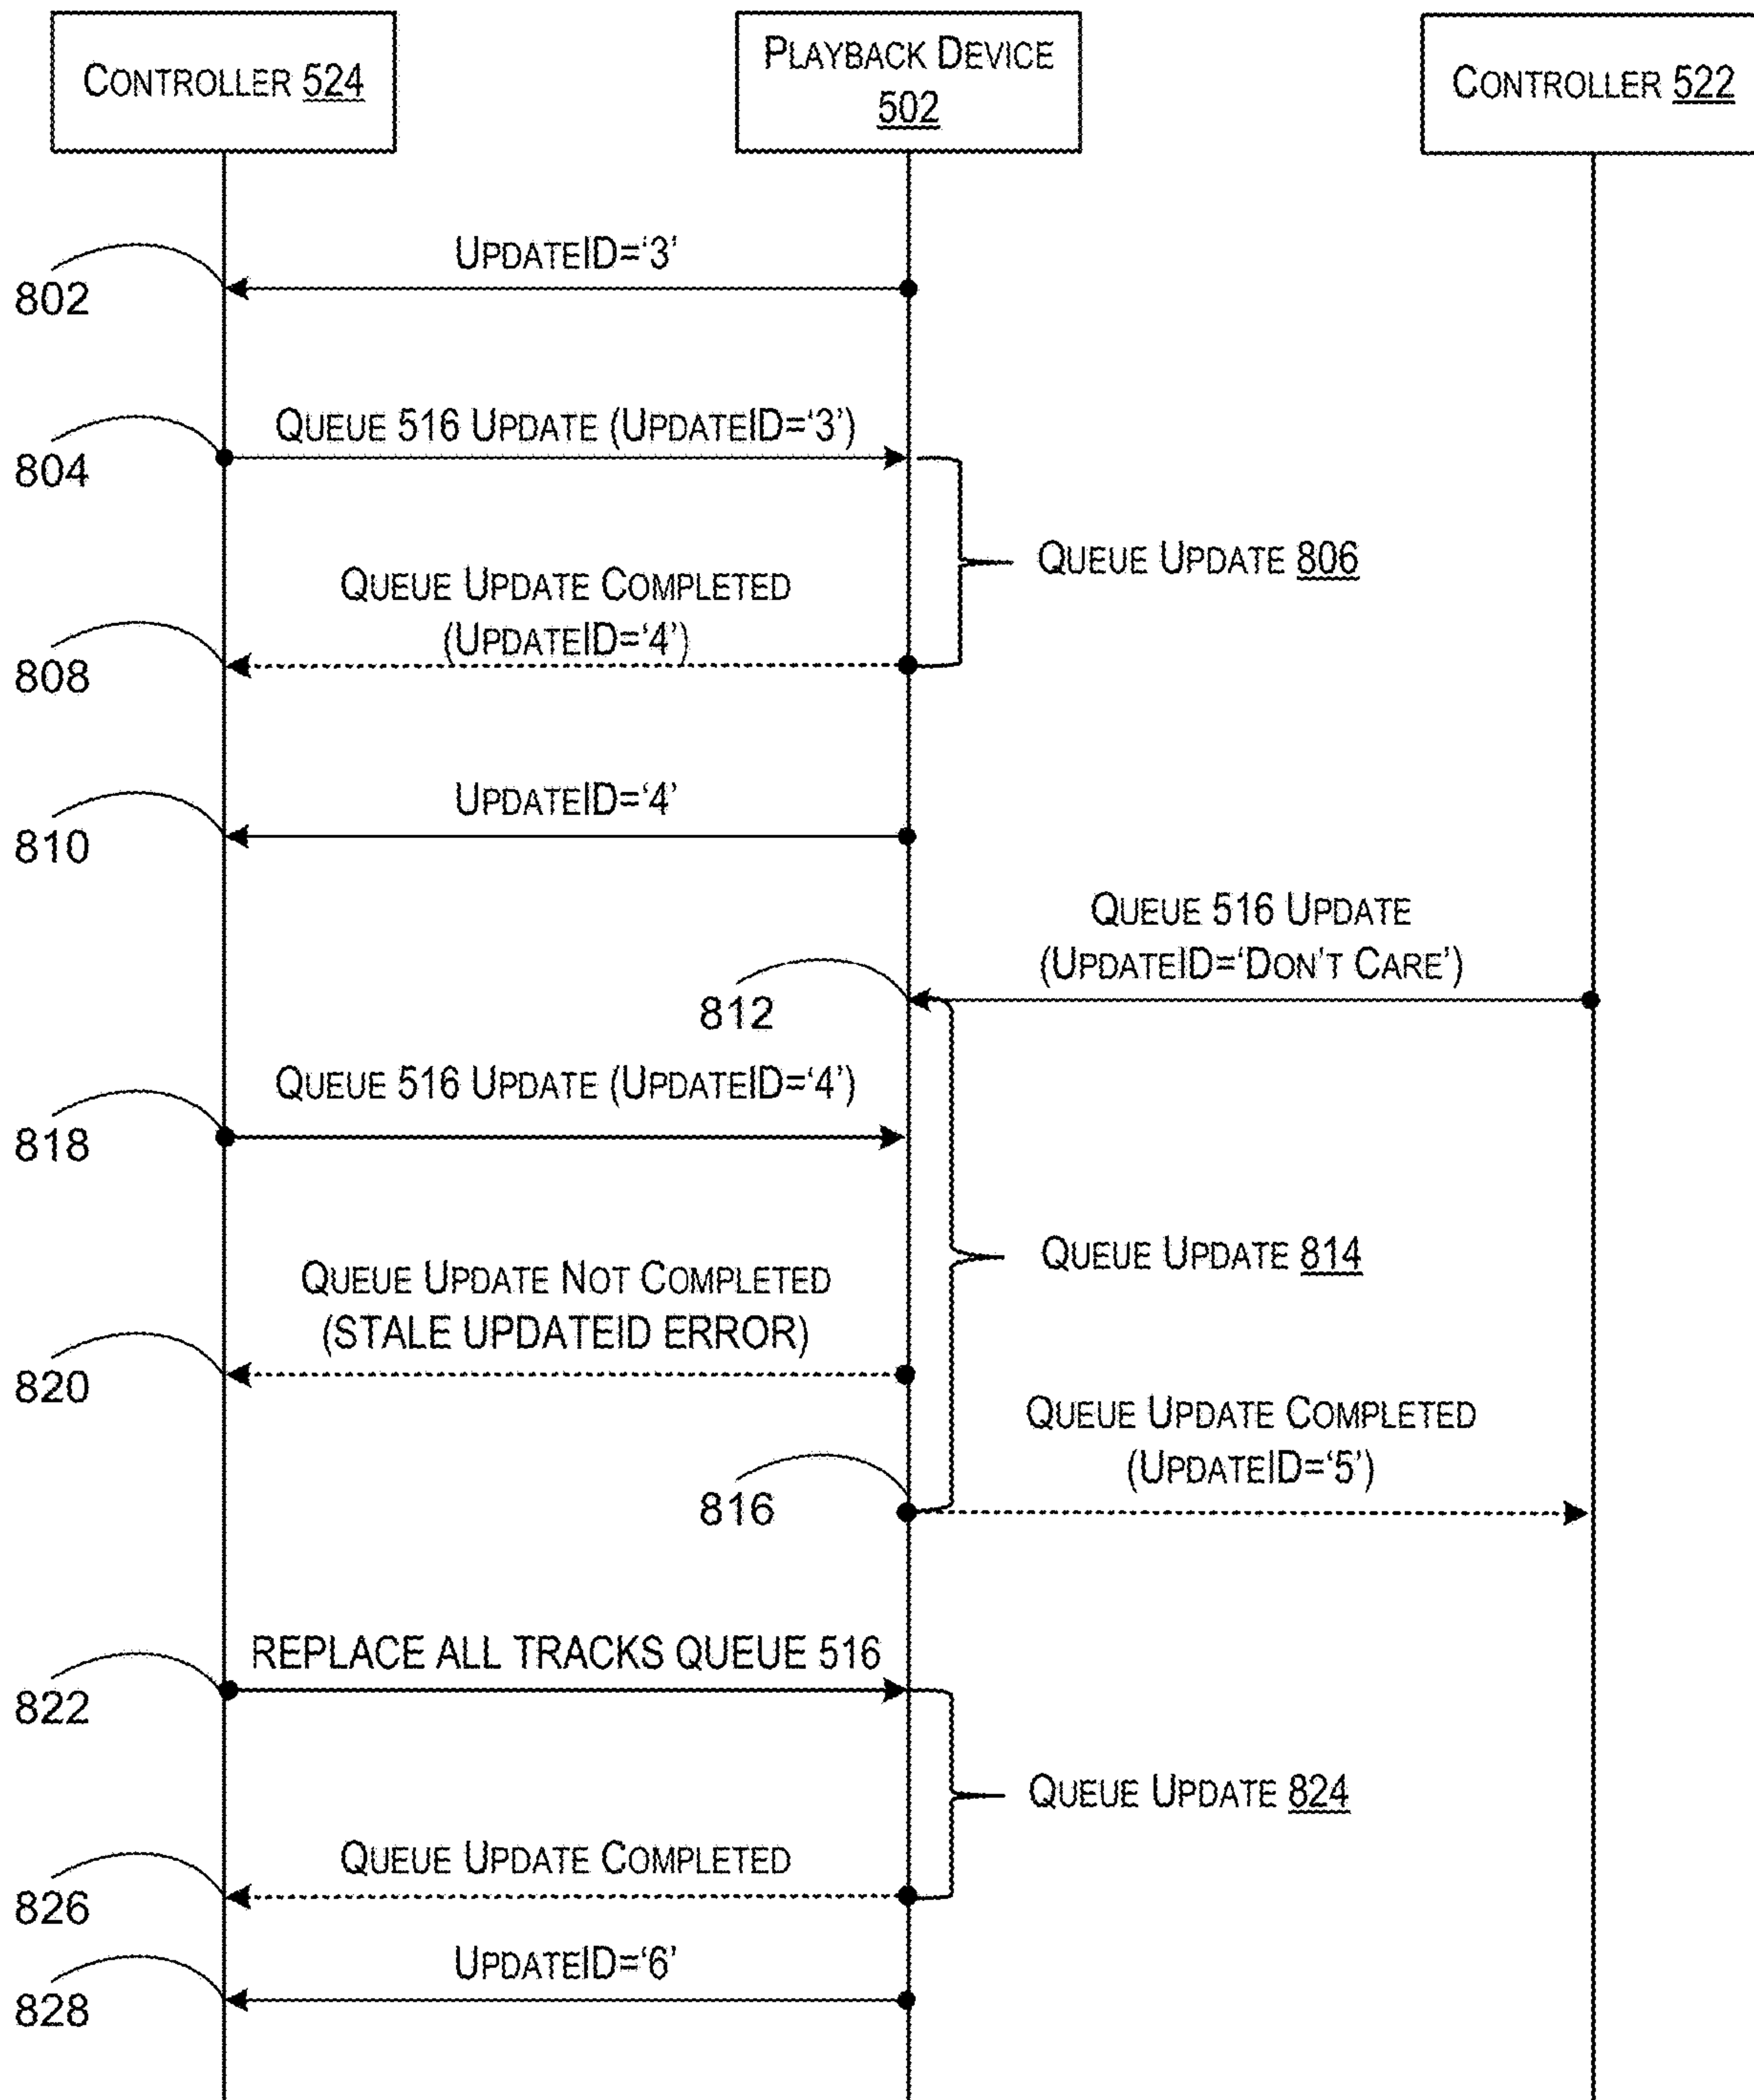 CONTROLLER 524
PLAYBACK DEVICE
502
CONTROLLER 522
UPDATEID=‘3’
802
QUEUE 516 UPDATE (UPDATEID=‘3’)
804
QUEUE UPDATE 806
QUEUE UPDATE COMPLETED
(UPDATEID=‘4’)
808
UPDATEID=‘4’
810
QUEUE 516 UPDATE
(UPDATEID=‘DON’T CARE’)
812
QUEUE 516 UPDATE (UPDATEID=‘4’)
818
QUEUE UPDATE 814
QUEUE UPDATE NOT COMPLETED
(STALE UPDATEID ERROR)
820
QUEUE UPDATE COMPLETED
(UPDATEID=‘5’)
816
REPLACE ALL TRACKS QUEUE 516
822
QUEUE UPDATE 824
QUEUE UPDATE COMPLETED
826
UPDATEID=‘6’
828